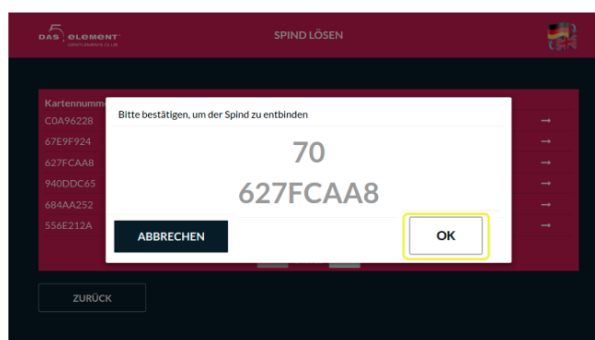 DAS 5 ELEMENT
SPIND LÖSEN
Kartennumm
C0A96228
67E9F924
627FCAA8
940DDC65
684AA252
556E212A
Bitte bestätigen, um der Spind zu entbinden
70
627FCAA8
ABBRECHEN
OK
ZURÜCK